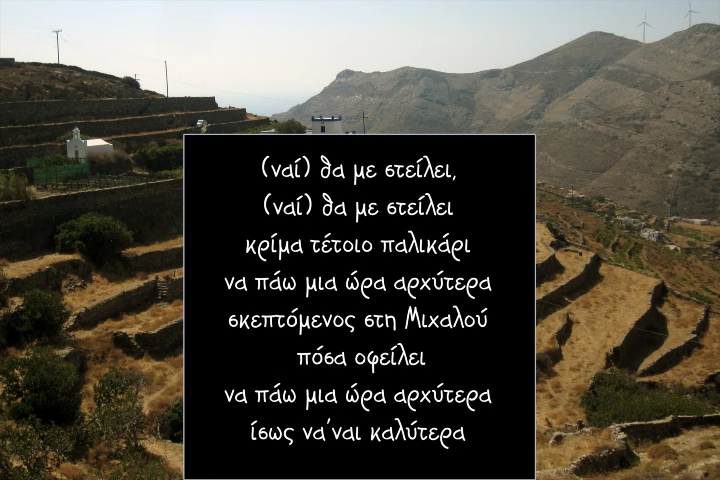 (ναί) θα με στείλει,
(ναί) θα με στείλει
κρίμα τέτοιο παλικάρι
να πάω μια ώρα αρχύτερα
σκεπτόμενος στη Μιχαλού
πόσα οφείλει
να πάω μια ώρα αρχύτερα
ίσως να'ναι καλύτερα